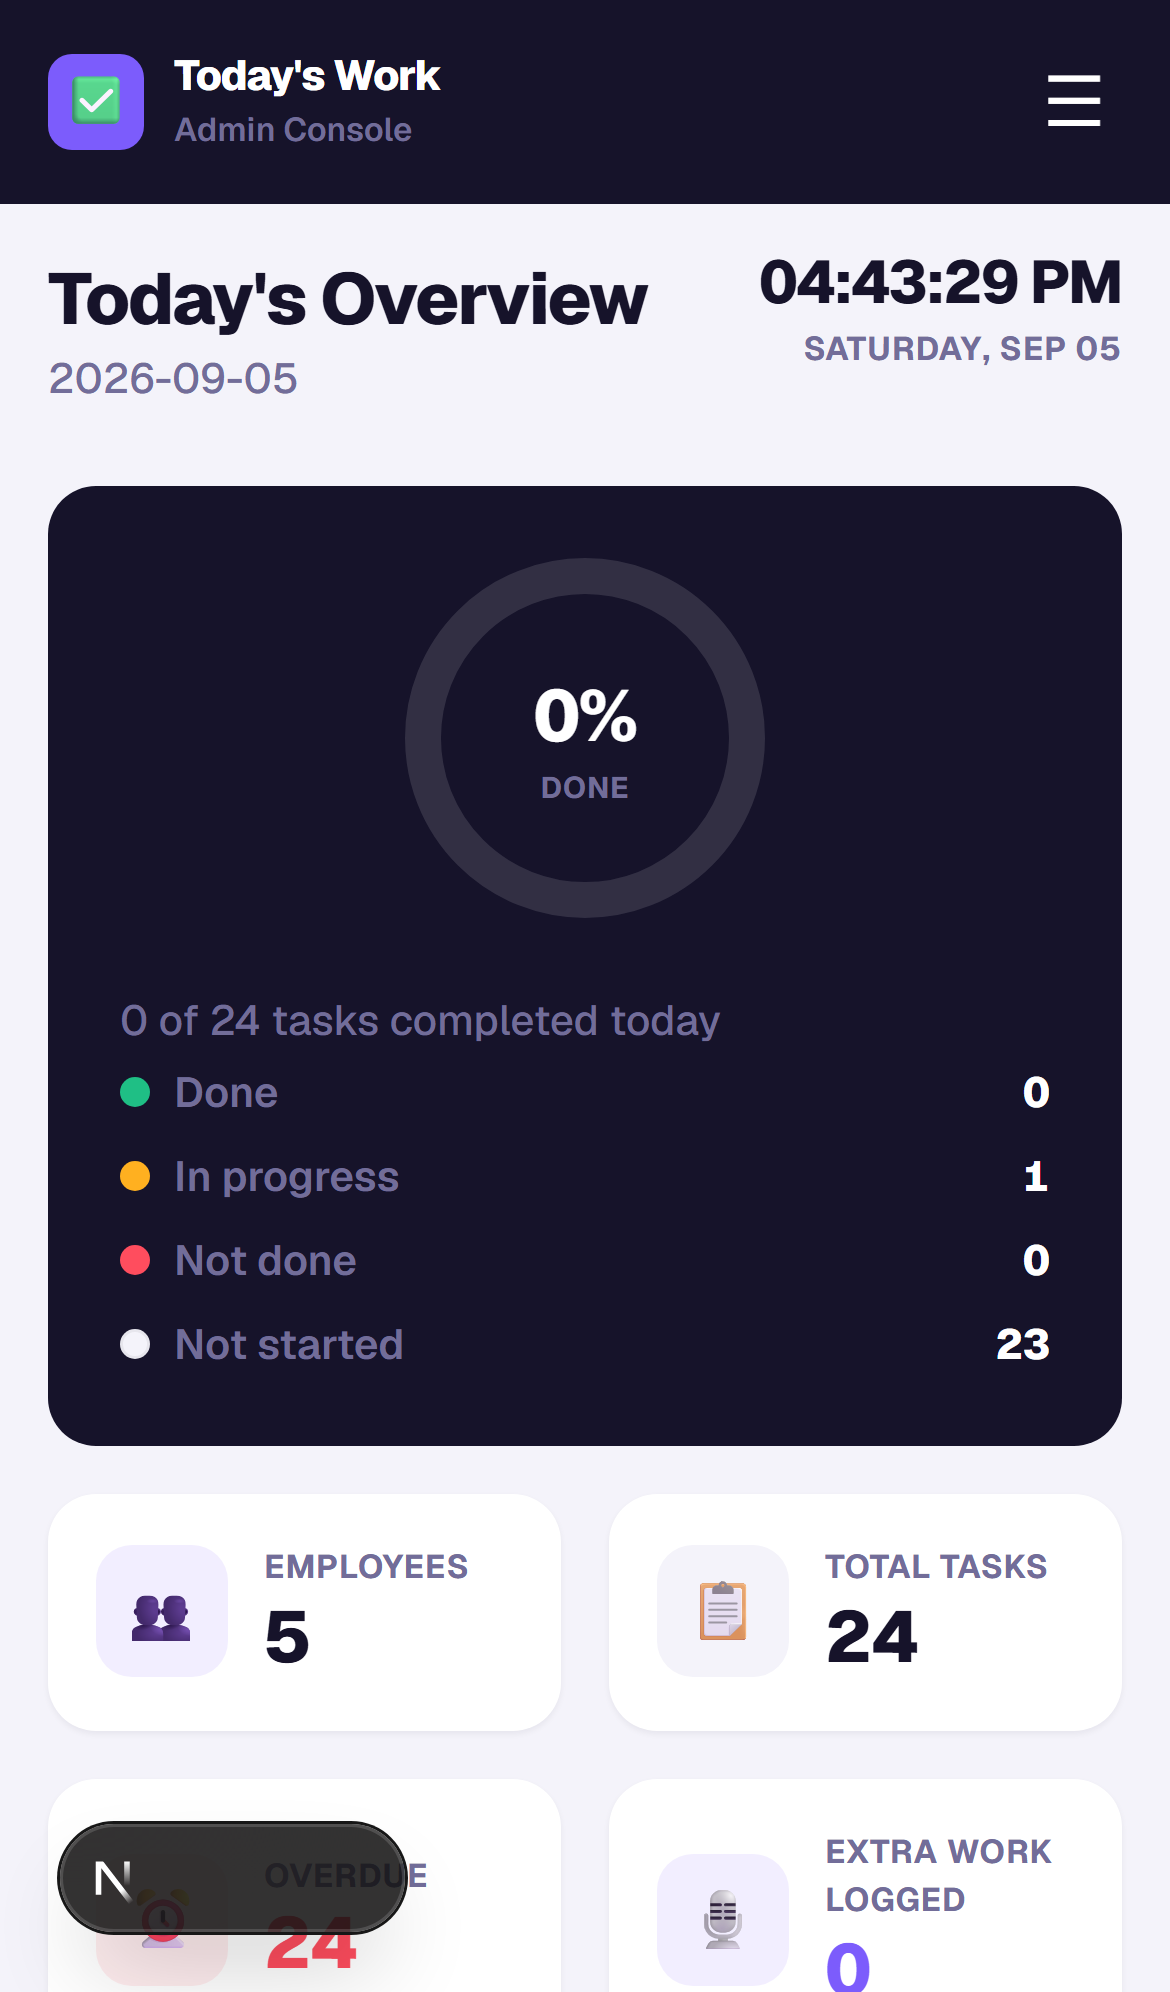 Today's Work
Admin Console
Today's Overview
04:43:29 PM
SATURDAY, SEP 05
2026-09-05
0%
DONE
0 of 24 tasks completed today
Done 0
In progress 1
Not done 0
Not started 23
EMPLOYEES
5
TOTAL TASKS
24
OVERDUE
24
EXTRA WORK
LOGGED
0
N